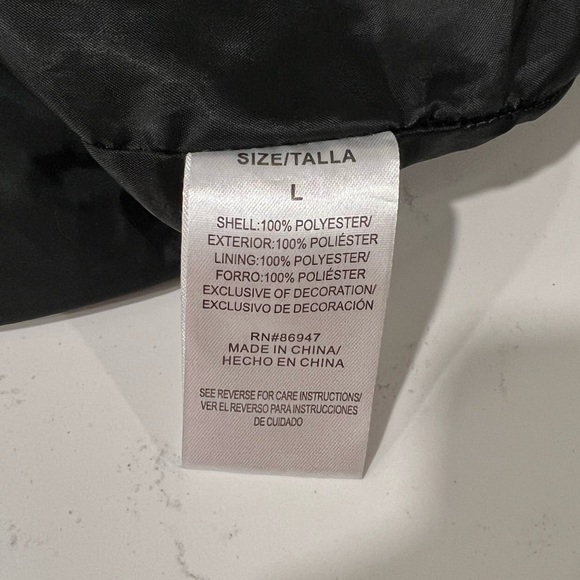 SIZE/TALLA
L
SHELL:100% POLYESTER/
EXTERIOR:100% POLIÉSTER
LINING:100% POLYESTER/
FORRO:100% POLIÉSTER
EXCLUSIVE OF DECORATION/
EXCLUSIVO DE DECORACIÓN
RN#86947
MADE IN CHINA/
HECHO EN CHINA
SEE REVERSE FOR CARE INSTRUCTIONS/
VER EL REVERSO PARA INSTRUCCIONES
DE CUIDADO